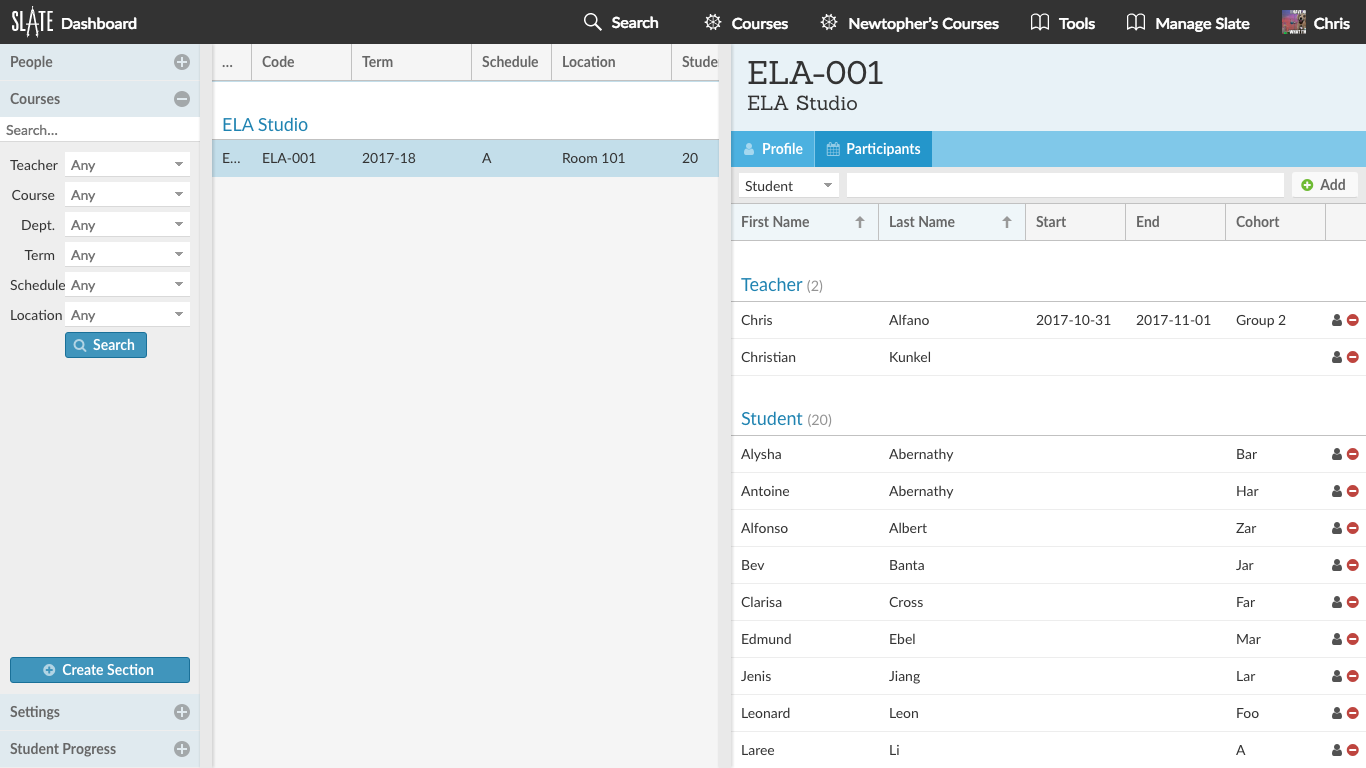 SLATE Dashboard Search Courses Newtopher's Courses Tools Manage Slate Chris
People
Courses
Search...
Teacher Any
Course Any
Dept. Any
Term Any
Schedule Any
Location Any
Search
Create Section
Settings
Student Progress
... Code Term Schedule Location Stude
ELA Studio
E... ELA-001 2017-18 A Room 101 20
ELA-001
ELA Studio
Profile Participants
Student Add
First Name Last Name Start End Cohort
Teacher (2)
Chris Alfano 2017-10-31 2017-11-01 Group 2
Christian Kunkel
Student (20)
Alysha Abernathy Bar
Antoine Abernathy Har
Alfonso Albert Zar
Bev Banta Jar
Clarisa Cross Far
Edmund Ebel Mar
Jenis Jiang Lar
Leonard Leon Foo
Laree Li A